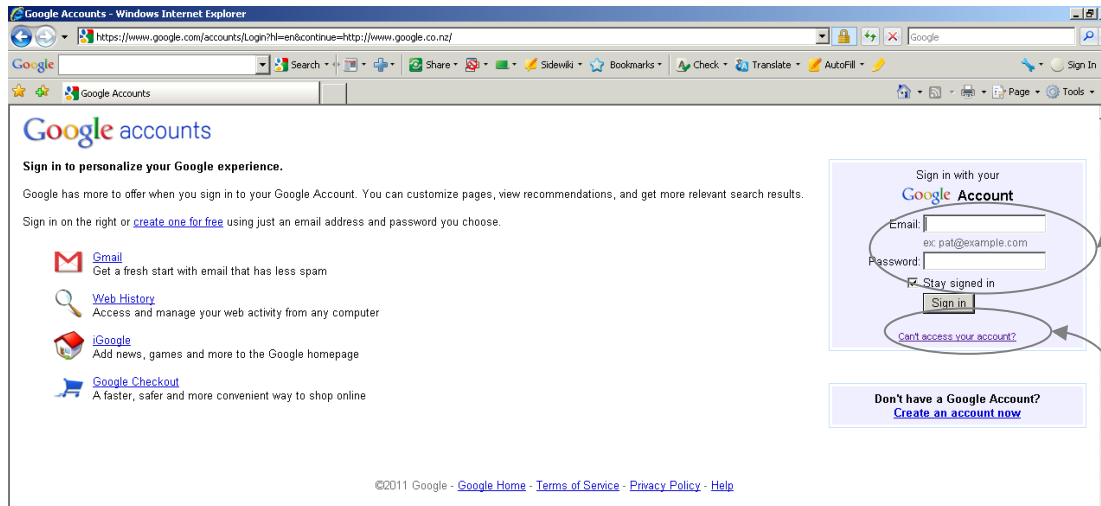 Google Accounts - Windows Internet Explorer
https://www.google.com/accounts/Login?hl=en&continue=http://www.google.co.nz/
Google
Google
Search
Share
Sidewiki
Bookmarks
Check
Translate
AutoFill
Sign In
Google Accounts
Page
Tools
Google accounts
Sign in to personalize your Google experience.
Google has more to offer when you sign in to your Google Account. You can customize pages, view recommendations, and get more relevant search results.
Sign in on the right or create one for free using just an email address and password you choose.
Gmail
Get a fresh start with email that has less spam
Web History
Access and manage your web activity from any computer
iGoogle
Add news, games and more to the Google homepage
Google Checkout
A faster, safer and more convenient way to shop online
Sign in with your
Google Account
Email:
ex: pat@example.com
Password:
Stay signed in
Sign in
Can't access your account?
Don't have a Google Account?
Create an account now
©2011 Google - Google Home - Terms of Service - Privacy Policy - Help